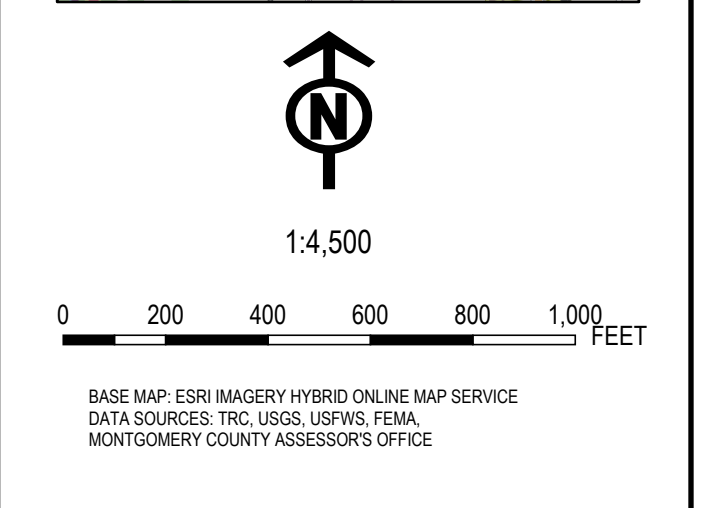 N
1:4,500
0 200 400 600 800 1,000
FEET
BASE MAP: ESRI IMAGERY HYBRID ONLINE MAP SERVICE
DATA SOURCES: TRC, USGS, USFWS, FEMA,
MONTGOMERY COUNTY ASSESSOR'S OFFICE